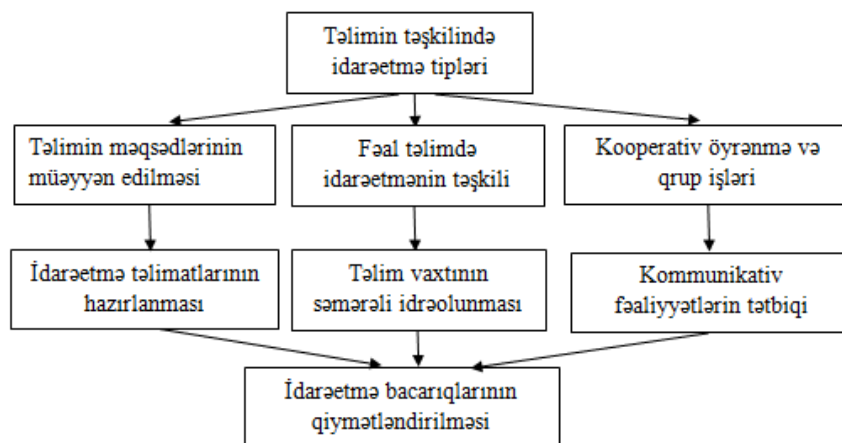 Təlimin təşkilində
idarəetmə tipləri
Təlimin məqsədlərinin
müəyyən edilməsi
Fəal təlimdə
idarəetmənin təşkili
Kooperativ öyrənmə və
qrup işləri
İdarəetmə təlimatlarının
hazırlanması
Təlim vaxtının
səmərəli idrəolunması
Kommunikativ
fəaliyyətlərin tətbiqi
İdarəetmə bacarıqlarının
qiymətləndirilməsi